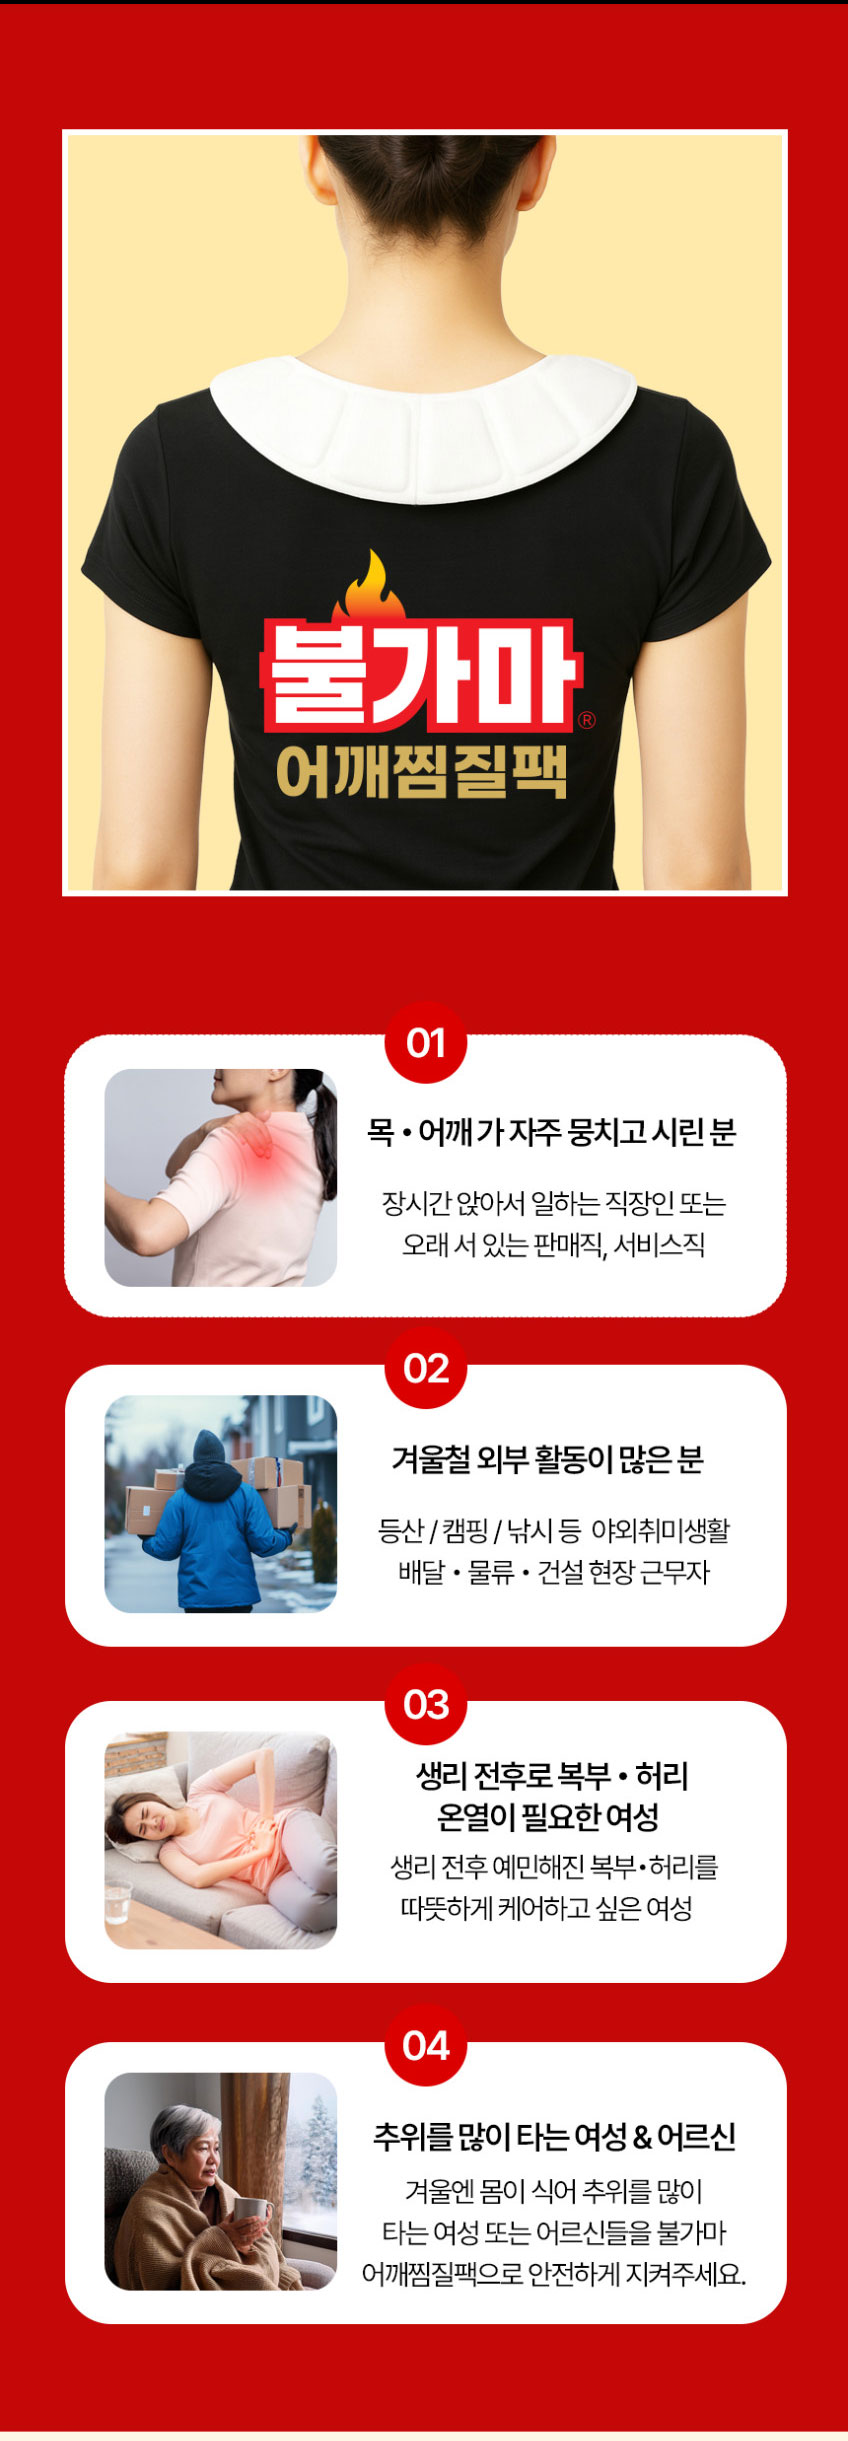 불가마®
어깨찜질팩
01
목 • 어깨가 자주 뭉치고 시린 분
장시간 앉아서 일하는 직장인 또는
오래 서 있는 판매직, 서비스직
02
겨울철 외부 활동이 많은 분
등산 / 캠핑 / 낚시 등 야외취미생활
배달 • 물류 • 건설 현장 근무자
03
생리 전후로 복부 • 허리
온열이 필요한 여성
생리 전후 예민해진 복부•허리를
따뜻하게 케어하고 싶은 여성
04
추위를 많이 타는 여성 & 어르신
겨울엔 몸이 식어 추위를 많이
타는 여성 또는 어르신들을 불가마
어깨찜질팩으로 안전하게 지켜주세요.